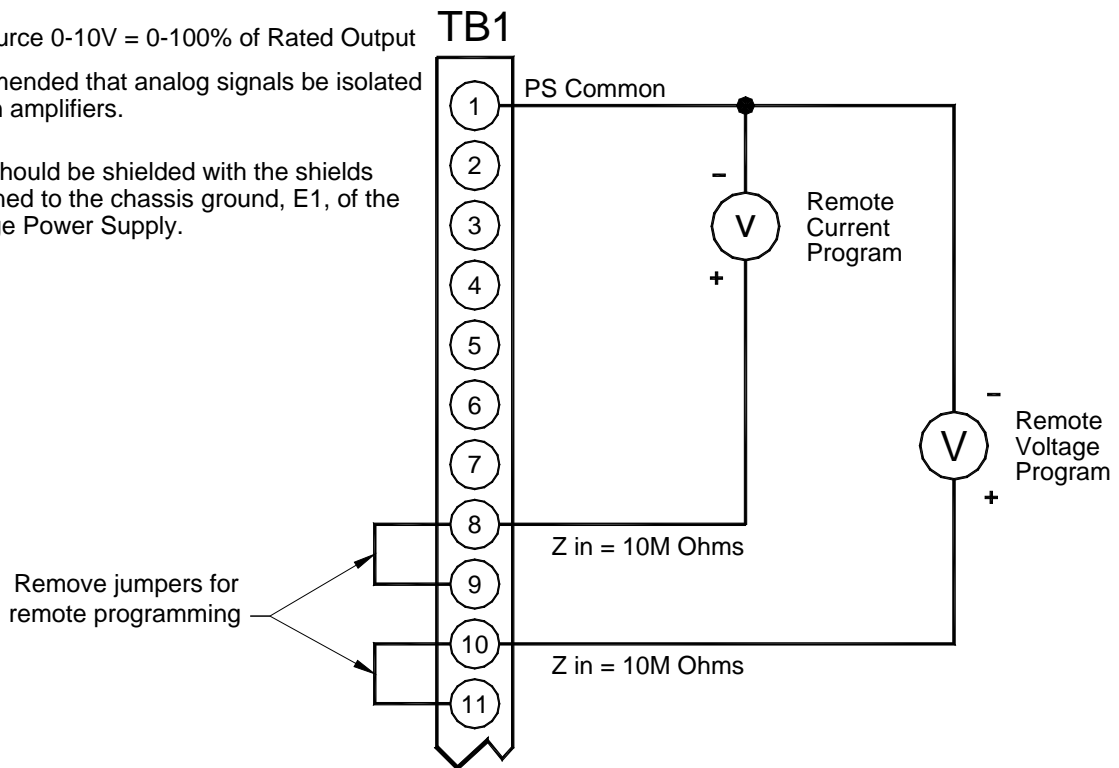 urce 0-10V = 0-100% of Rated Output
TB1
mended that analog signals be isolated
n amplifiers.
hould be shielded with the shields
ned to the chassis ground, E1, of the
ge Power Supply.
1
PS Common
2
3
4
5
6
7
8
9
10
11
–
V
+
Remote
Current
Program
–
V
+
Remote
Voltage
Program
Z in = 10M Ohms
Z in = 10M Ohms
Remove jumpers for
remote programming